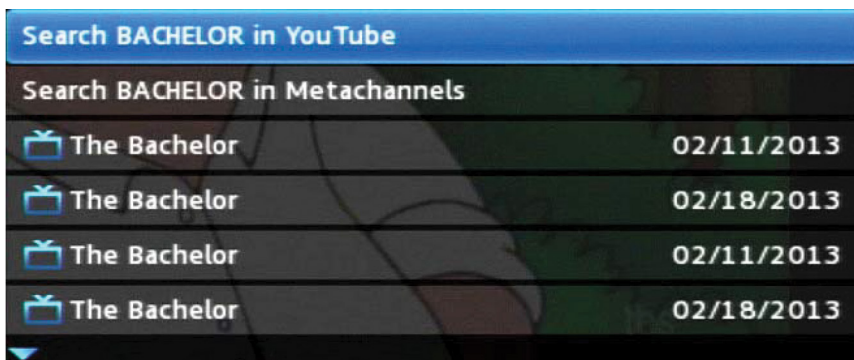 Search BACHELOR in YouTube
Search BACHELOR in Metachannels
The Bachelor 02/11/2013
The Bachelor 02/18/2013
The Bachelor 02/11/2013
The Bachelor 02/18/2013
tbs